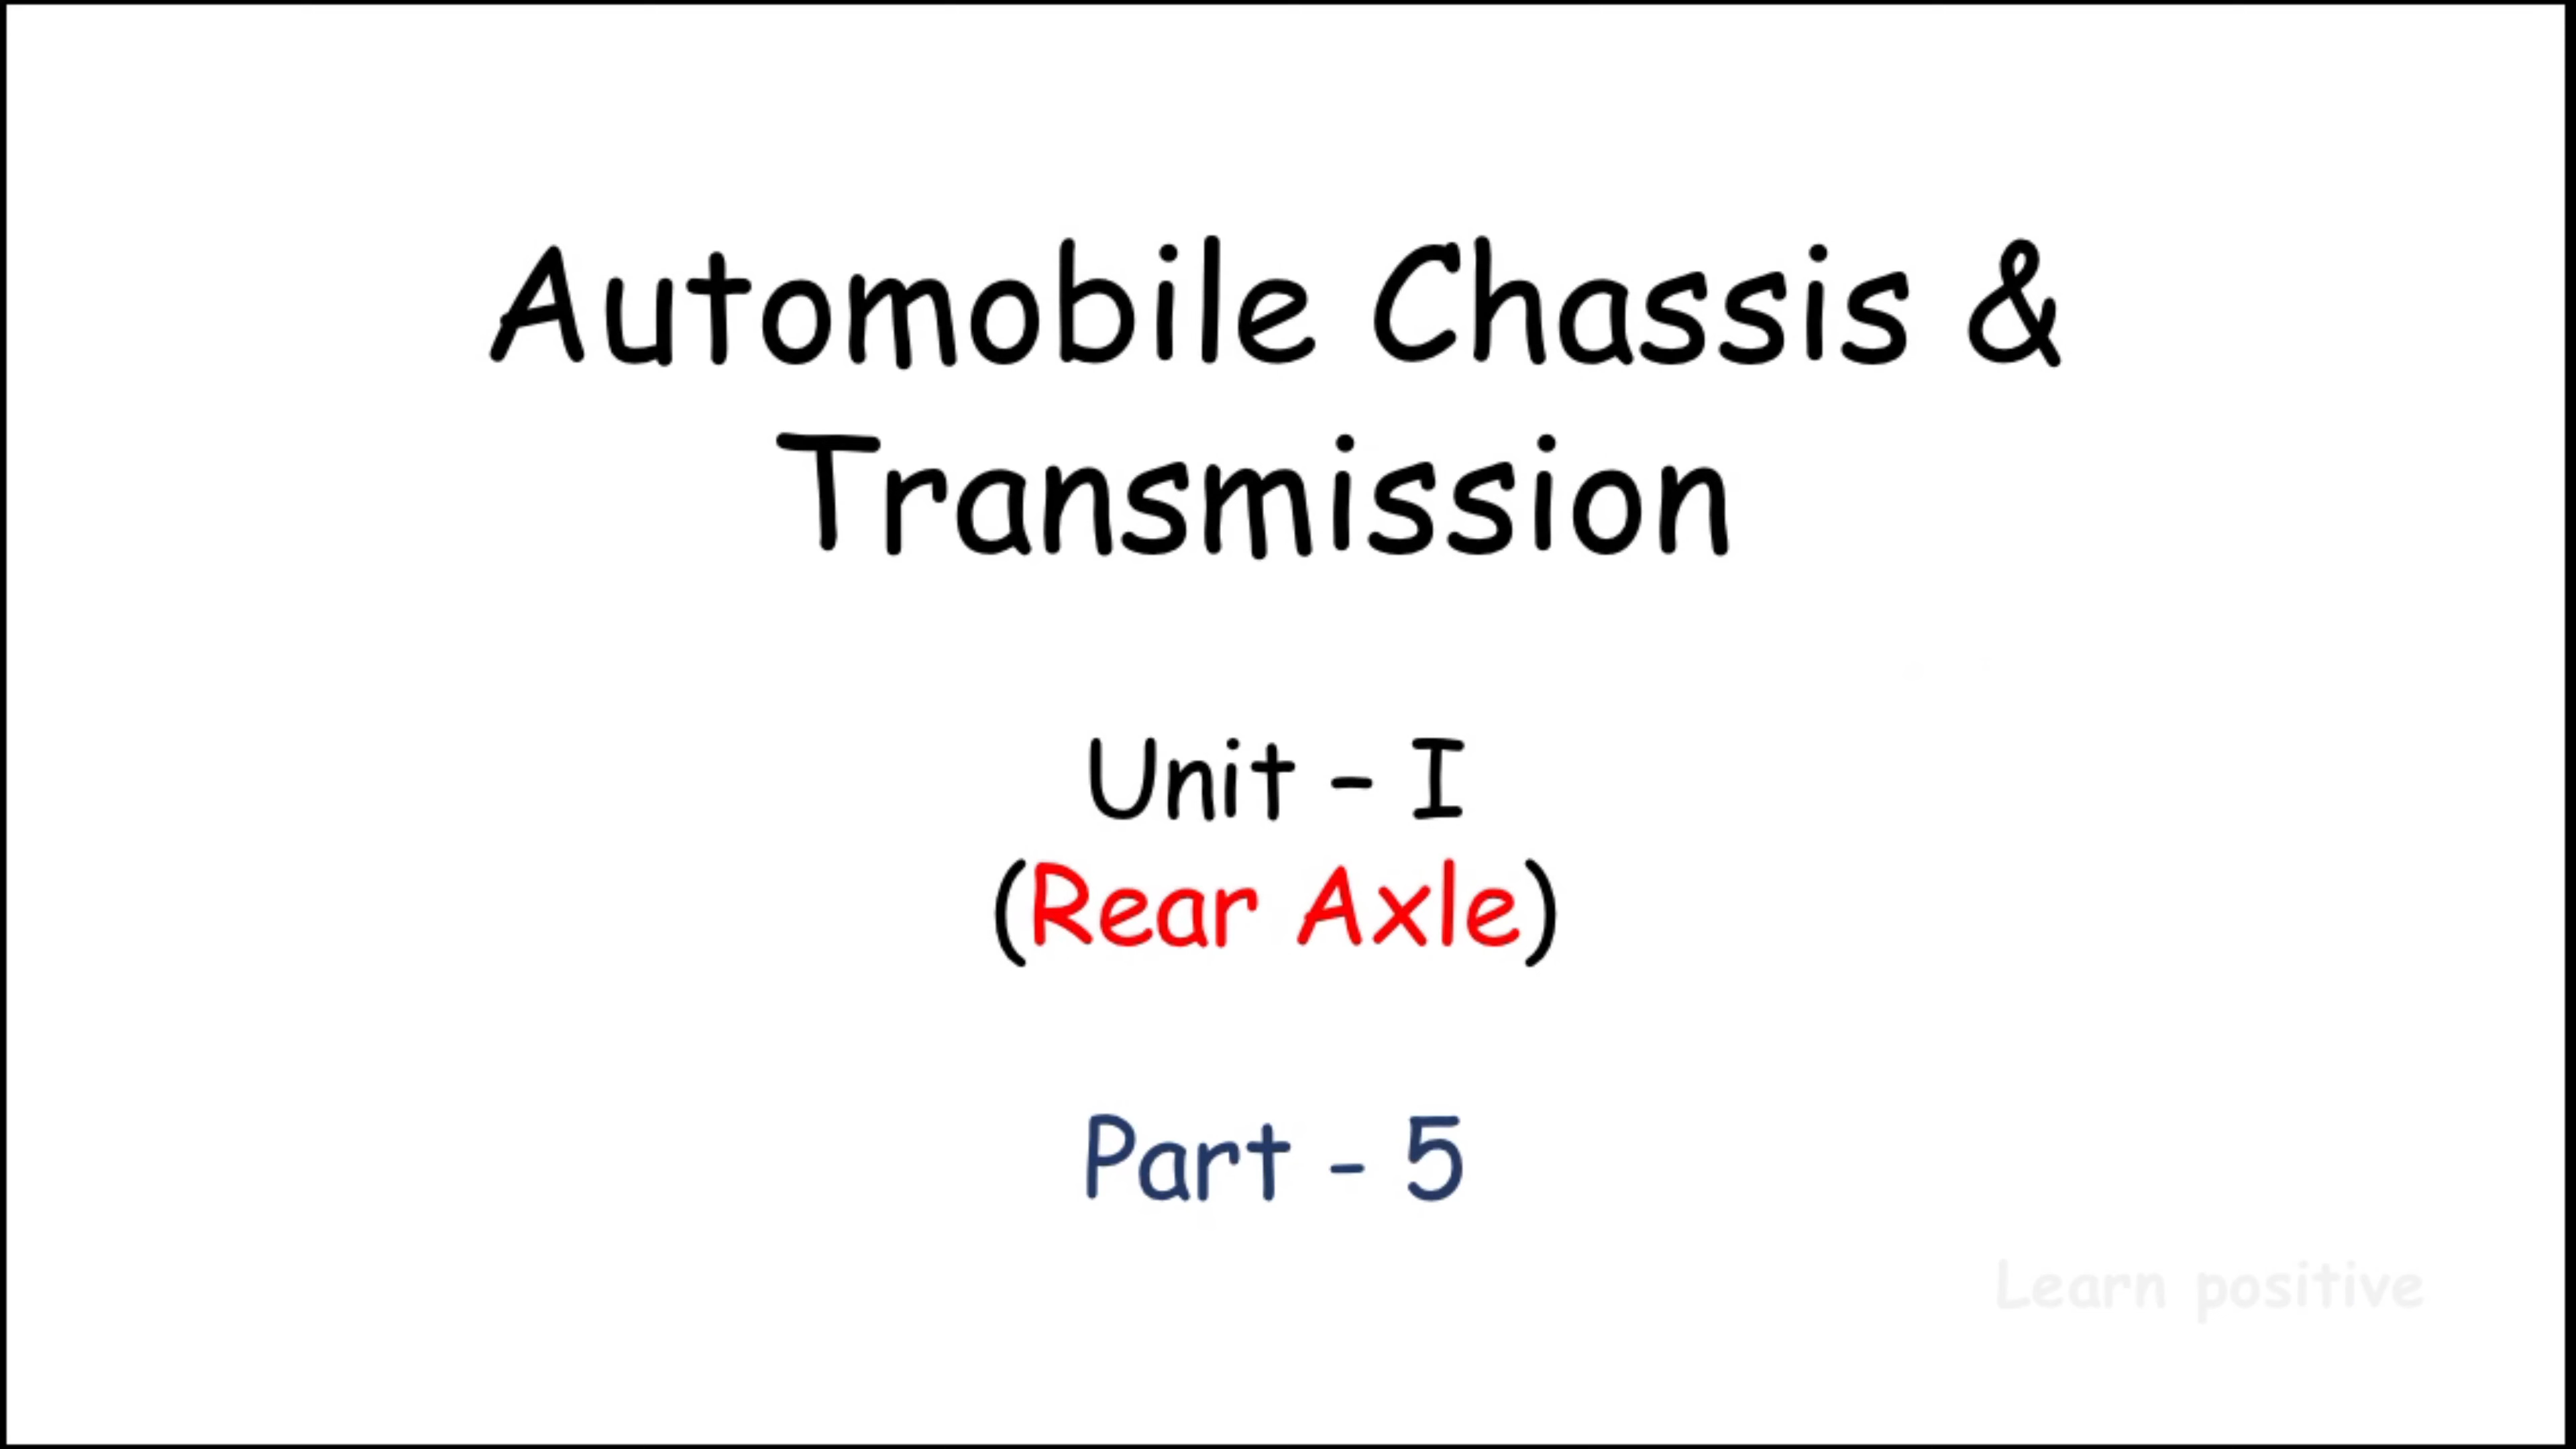 Automobile Chassis &
Transmission
Unit – I
(Rear Axle)
Part - 5
Learn positive